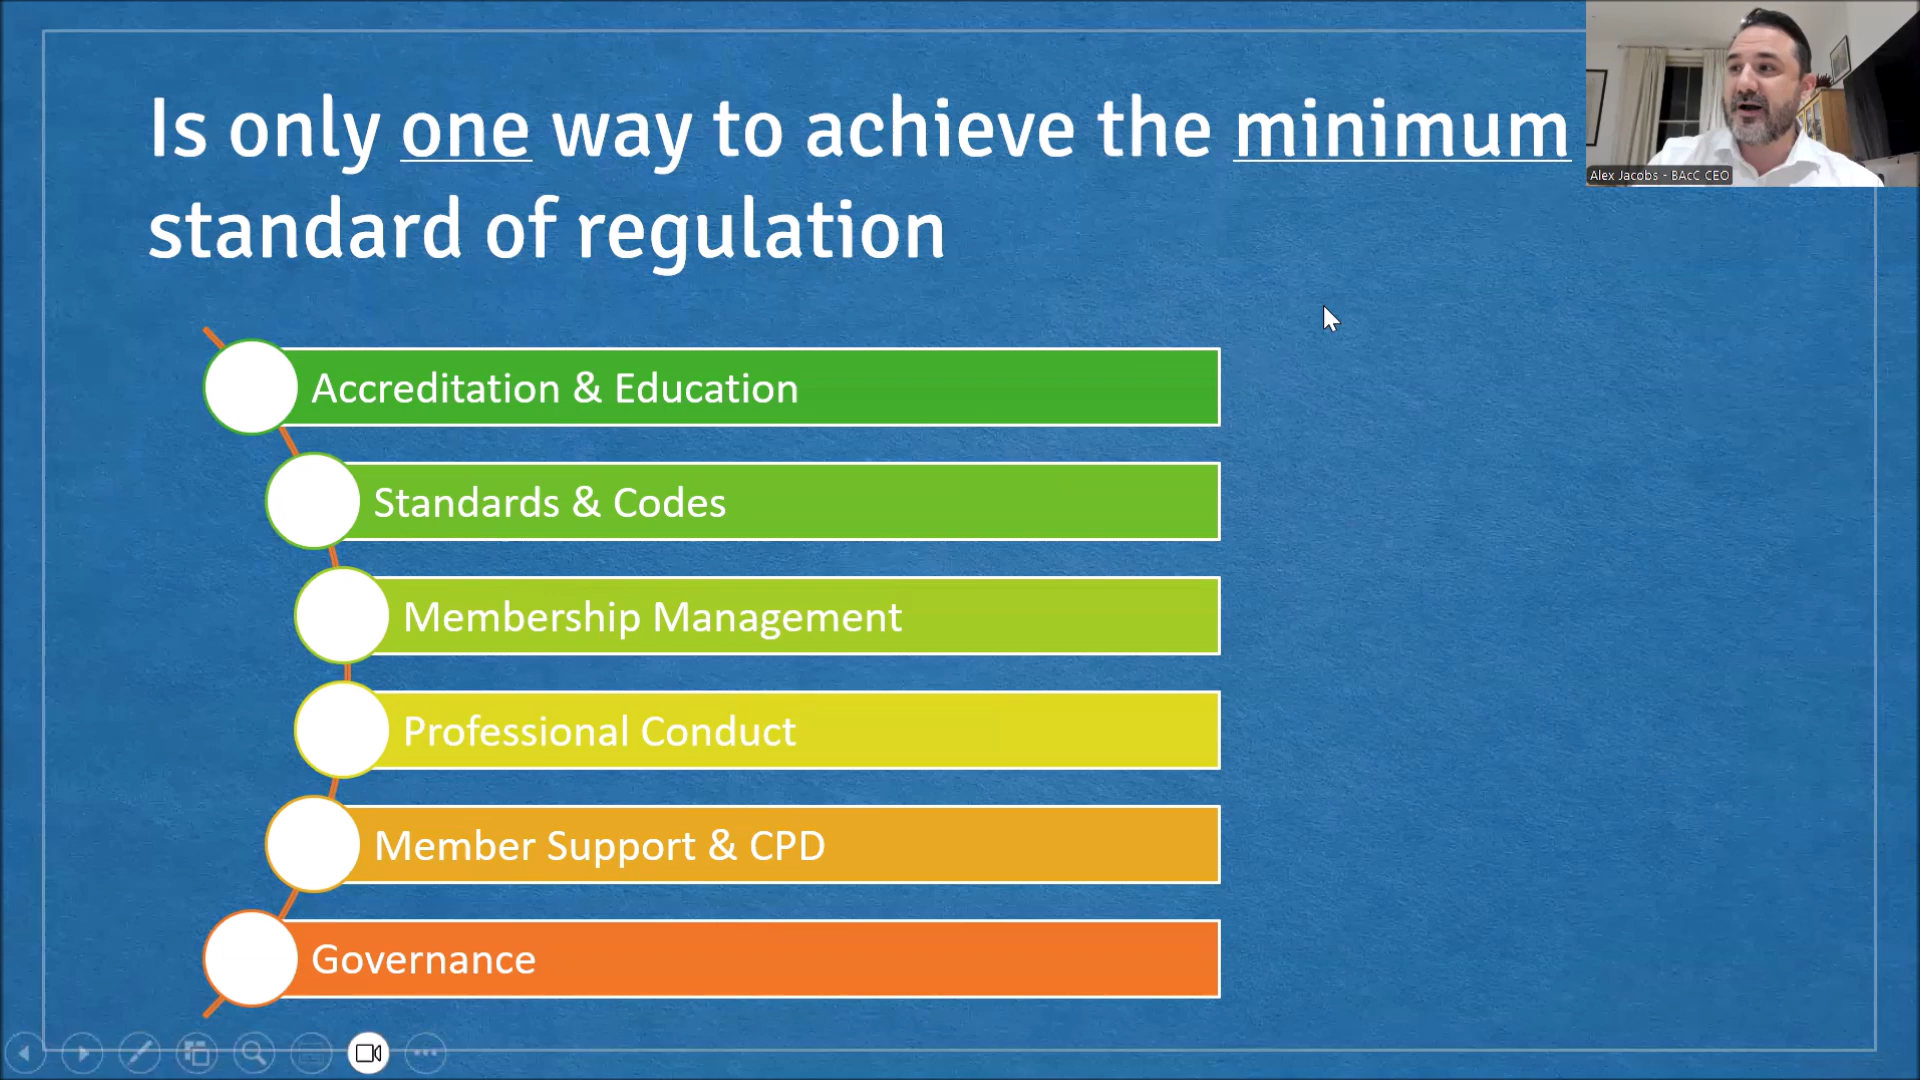 Is only one way to achieve the minimum
standard of regulation
Alex Jacobs - BAcC CEO
Accreditation & Education
Standards & Codes
Membership Management
Professional Conduct
Member Support & CPD
Governance